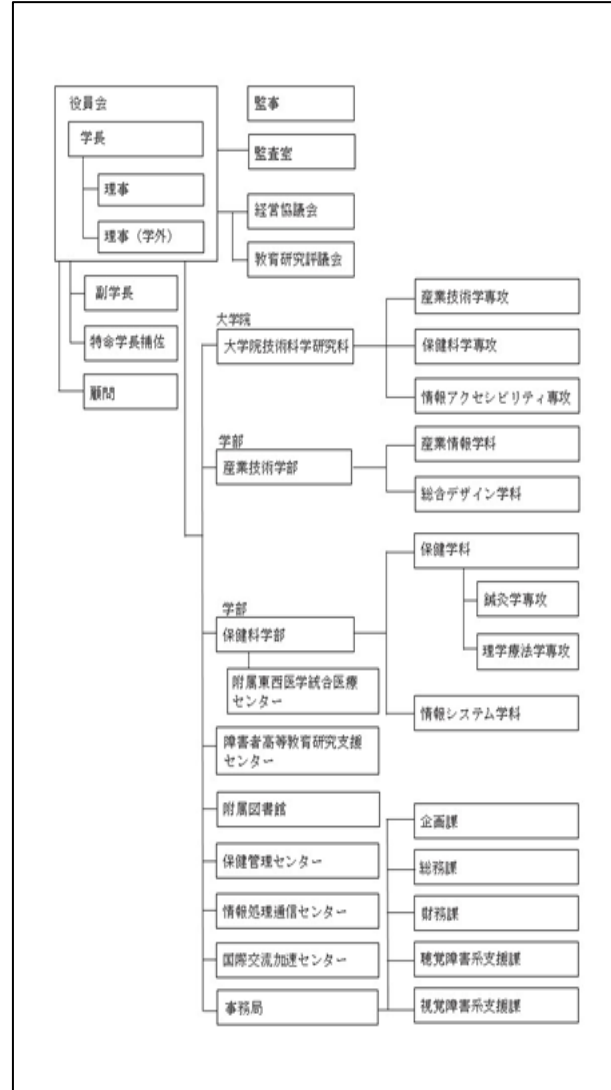 役員会
学長
理事
理事（学外）
監事
監査室
経営協議会
教育研究評議会
副学長
特命学長補佐
顧問
大学院
大学院技術科学研究科
産業技術学専攻
保健科学専攻
情報アクセシビリティ専攻
学部
産業技術学部
産業情報学科
総合デザイン学科
学部
保健科学部
附属東西医学統合医療
センター
保健学科
鍼灸学専攻
理学療法学専攻
情報システム学科
障害者高等教育研究支援
センター
附属図書館
保健管理センター
情報処理通信センター
国際交流加速センター
事務局
企画課
総務課
財務課
聴覚障害系支援課
視覚障害系支援課